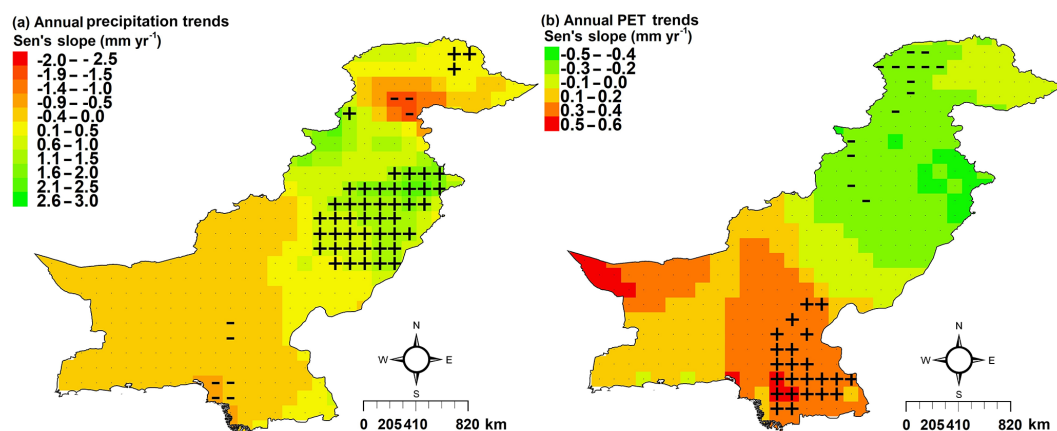 (a) Annual precipitation trends
Sen's slope (mm yr-1)
-2.0 - -2.5
-1.9 - -1.5
-1.4 - -1.0
-0.9 - -0.5
-0.4 - 0.0
0.1 - 0.5
0.6 - 1.0
1.1 - 1.5
1.6 - 2.0
2.1 - 2.5
2.6 - 3.0
N
W E
S
0 205410 820 km
(b) Annual PET trends
Sen's slope (mm yr-1)
-0.5 - -0.4
-0.3 - -0.2
-0.1 - 0.0
0.1 - 0.2
0.3 - 0.4
0.5 - 0.6
N
W E
S
0 205410 820 km